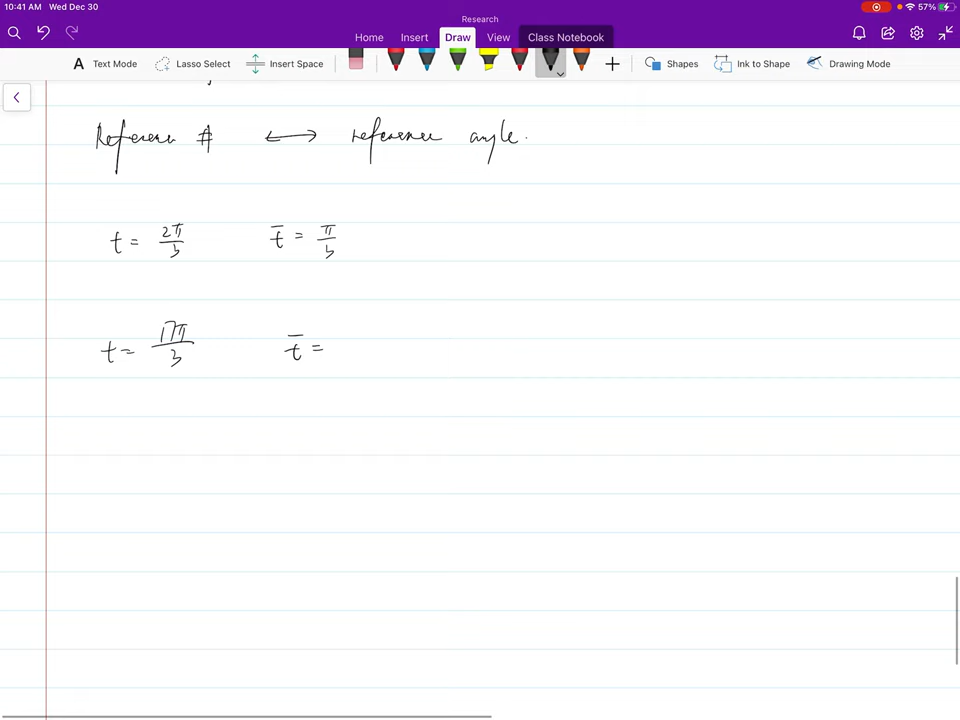 10:41 AM Wed Dec 30
57%
Research
Home Insert Draw View Class Notebook
Text Mode Lasso Select Insert Space Shapes Ink to Shape Drawing Mode
Reference # ⟷ reference angle.
t = 2π/3 t̄ = π/3
t = 17π/3 t̄ =